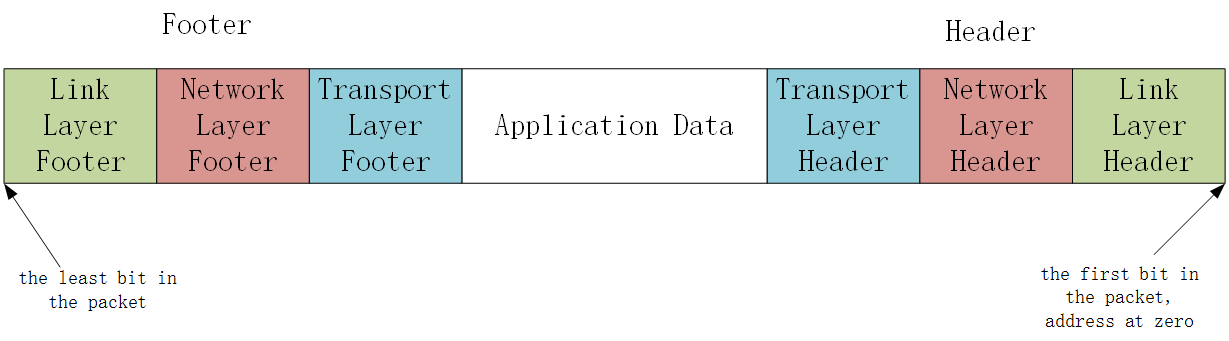 Footer
Header
Link
Layer
Footer
Network
Layer
Footer
Transport
Layer
Footer
Application Data
Transport
Layer
Header
Network
Layer
Header
Link
Layer
Header
the least bit in
the packet
the first bit in
the packet,
address at zero